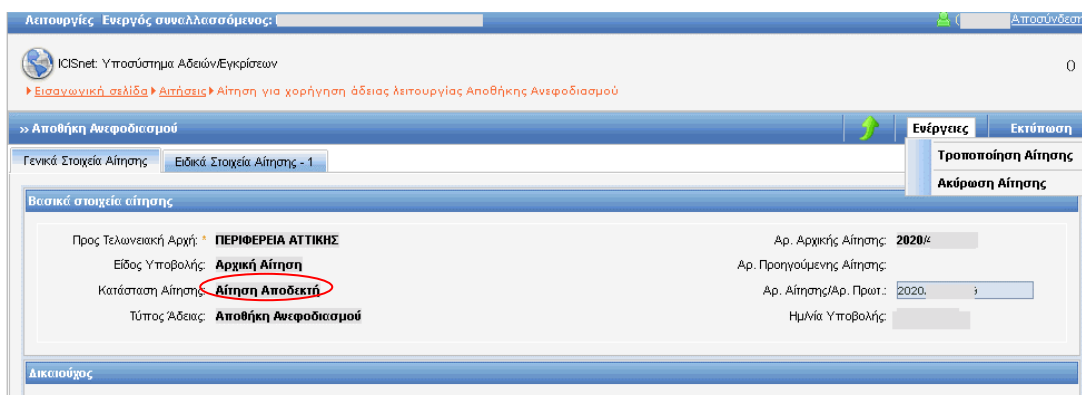 Λειτουργίες Ενεργός συναλλασσόμενος: ( ( Αποσύνδεση
ICISnet: Υποσύστημα Αδειών/Εγκρίσεων
Εισαγωγική σελίδα Αιτήσεις Αίτηση για χορήγηση άδειας λειτουργίας Αποθήκης Ανεφοδιασμού
» Αποθήκη Ανεφοδιασμού Ενέργειες Εκτύπωση
Τροποποίηση Αίτησης
Ακύρωση Αίτησης
Γενικά Στοιχεία Αίτησης Ειδικά Στοιχεία Αίτησης - 1
Βασικά στοιχεία αίτησης
Προς Τελωνειακή Αρχή: * ΠΕΡΙΦΕΡΕΙΑ ΑΤΤΙΚΗΣ Αρ. Αρχικής Αίτησης: 2020/
Είδος Υποβολής: Αρχική Αίτηση Αρ. Προηγούμενης Αίτησης:
Κατάσταση Αίτησης: Αίτηση Αποδεκτή Αρ. Αίτησης/Αρ. Πρωτ.: 2020.
Τύπος Άδειας: Αποθήκη Ανεφοδιασμού Ημ/νία Υποβολής:
Δικαιούχος